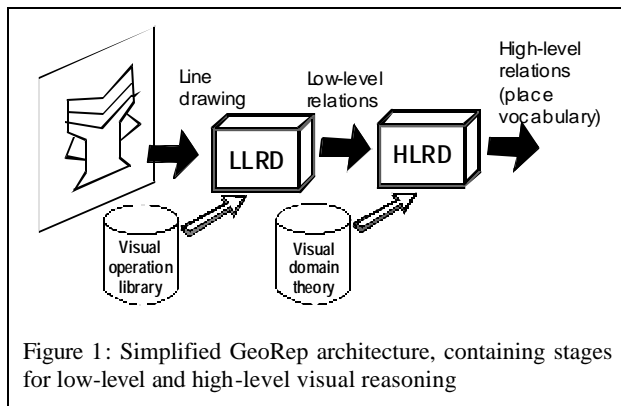 Line
drawing
Low-level
relations
High-level
relations
(place
vocabulary)
LLRD
HLRD
Visual
operation
library
Visual
domain
theory
Figure 1: Simplified GeoRep architecture, containing stages
for low-level and high-level visual reasoning